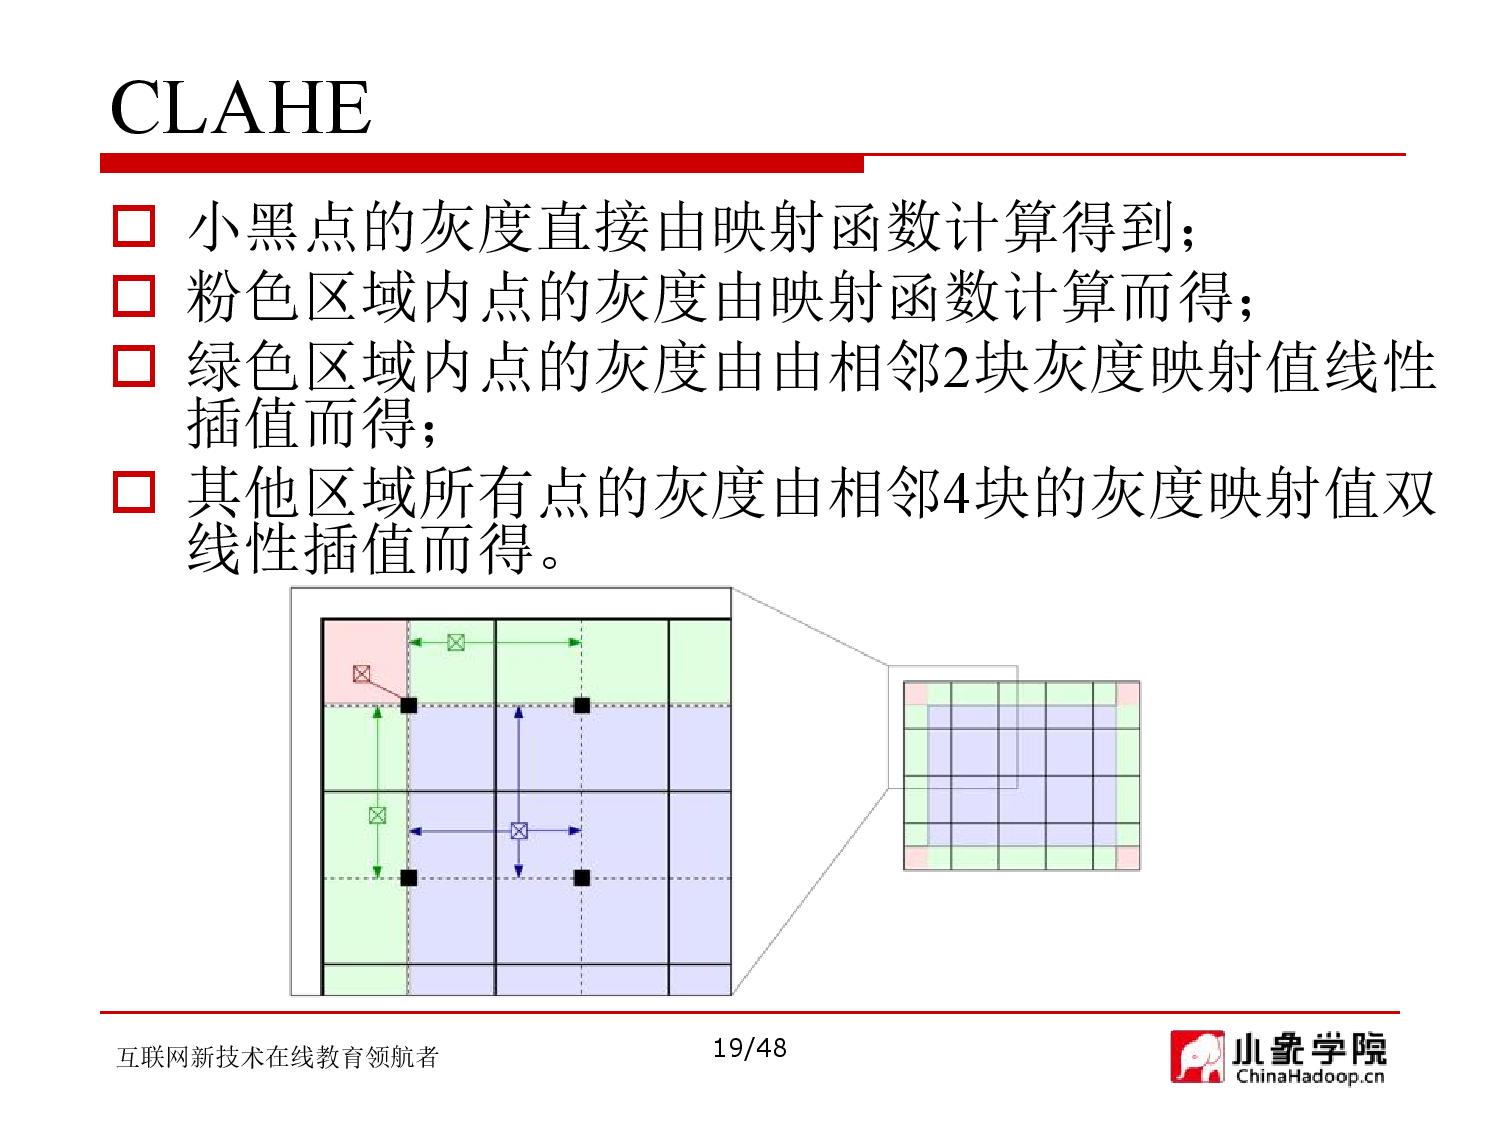 CLAHE
小黑点的灰度直接由映射函数计算得到；
粉色区域内点的灰度由映射函数计算而得；
绿色区域内点的灰度由由相邻2块灰度映射值线性
插值而得；
其他区域所有点的灰度由相邻4块的灰度映射值双
线性插值而得。
互联网新技术在线教育领航者
19/48
小象学院
ChinaHadoop.cn